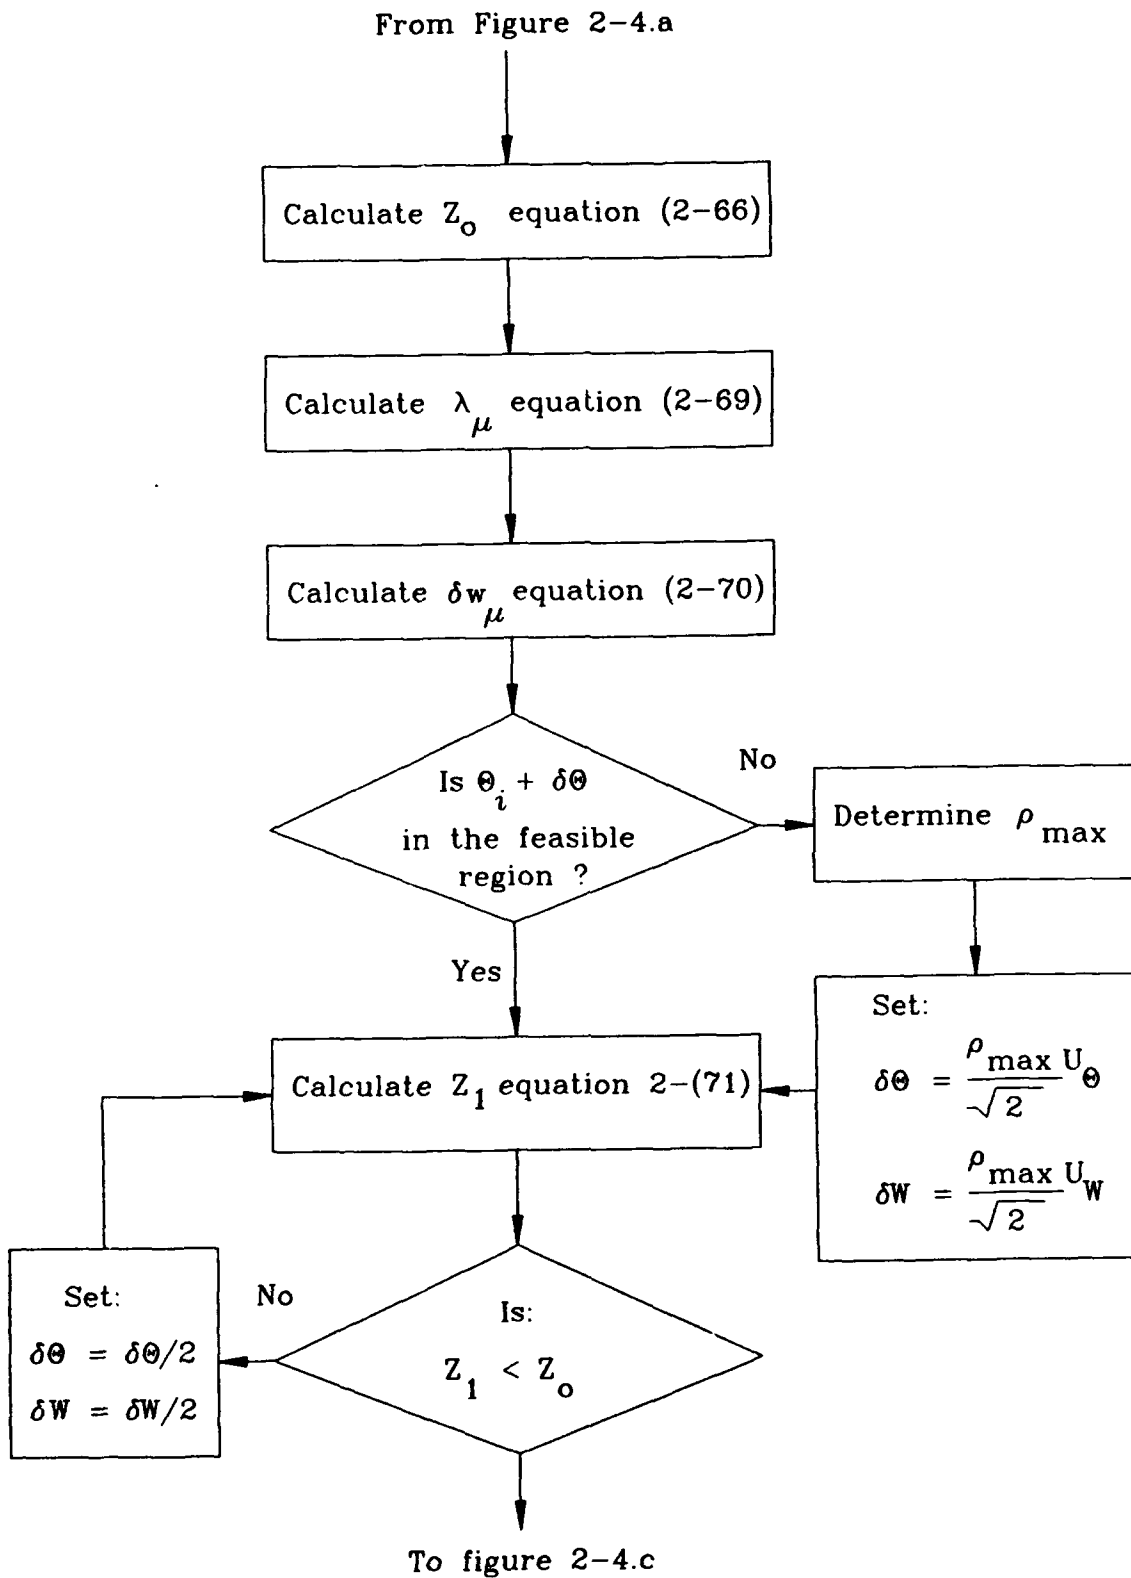 From Figure 2-4.a
Calculate Z_o equation (2-66)
Calculate λ_μ equation (2-69)
Calculate δw_μ equation (2-70)
Is Θ_i + δΘ
in the feasible
region ?
No
Determine ρ_max
Yes
Set:
δΘ = ρ_max/√2 U_Θ
δW = ρ_max/√2 U_W
Calculate Z_1 equation 2-(71)
Is:
Z_1 < Z_o
No
Set:
δΘ = δΘ/2
δW = δW/2
To figure 2-4.c